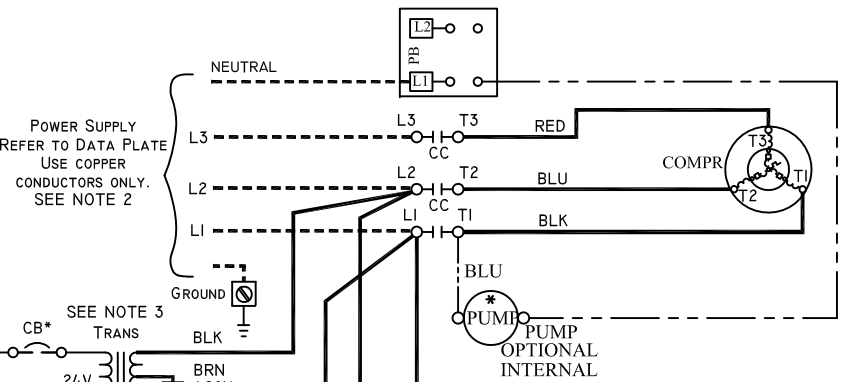 L2
PB
L1
NEUTRAL
L3
T3
RED
CC
POWER SUPPLY
REFER TO DATA PLATE
USE COPPER
CONDUCTORS ONLY.
SEE NOTE 2
L3
T3
COMPR
L2
L2
T2
BLU
T1
T2
CC
L1
L1
T1
BLK
BLU
GROUND
*
PUMP
PUMP
OPTIONAL
INTERNAL
SEE NOTE 3
CB*
TRANS
BLK
BRN
24V